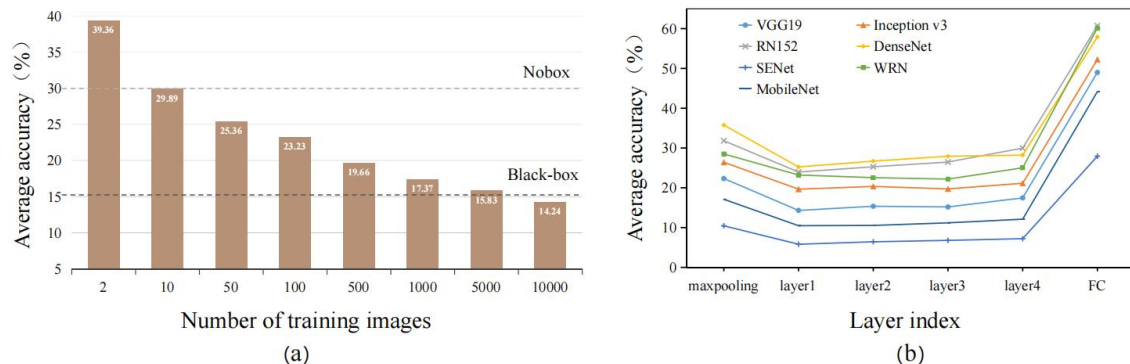 Average accuracy（%）
40
35
30
25
20
15
10
5
39.36
29.89
25.36
23.23
19.66
17.37
15.83
14.24
Nobox
Black-box
2 10 50 100 500 1000 5000 10000
Number of training images
(a)
Average accuracy（%）
60
50
40
30
20
10
0
VGG19 Inception v3
RN152 DenseNet
SENet WRN
MobileNet
maxpooling layer1 layer2 layer3 layer4 FC
Layer index
(b)